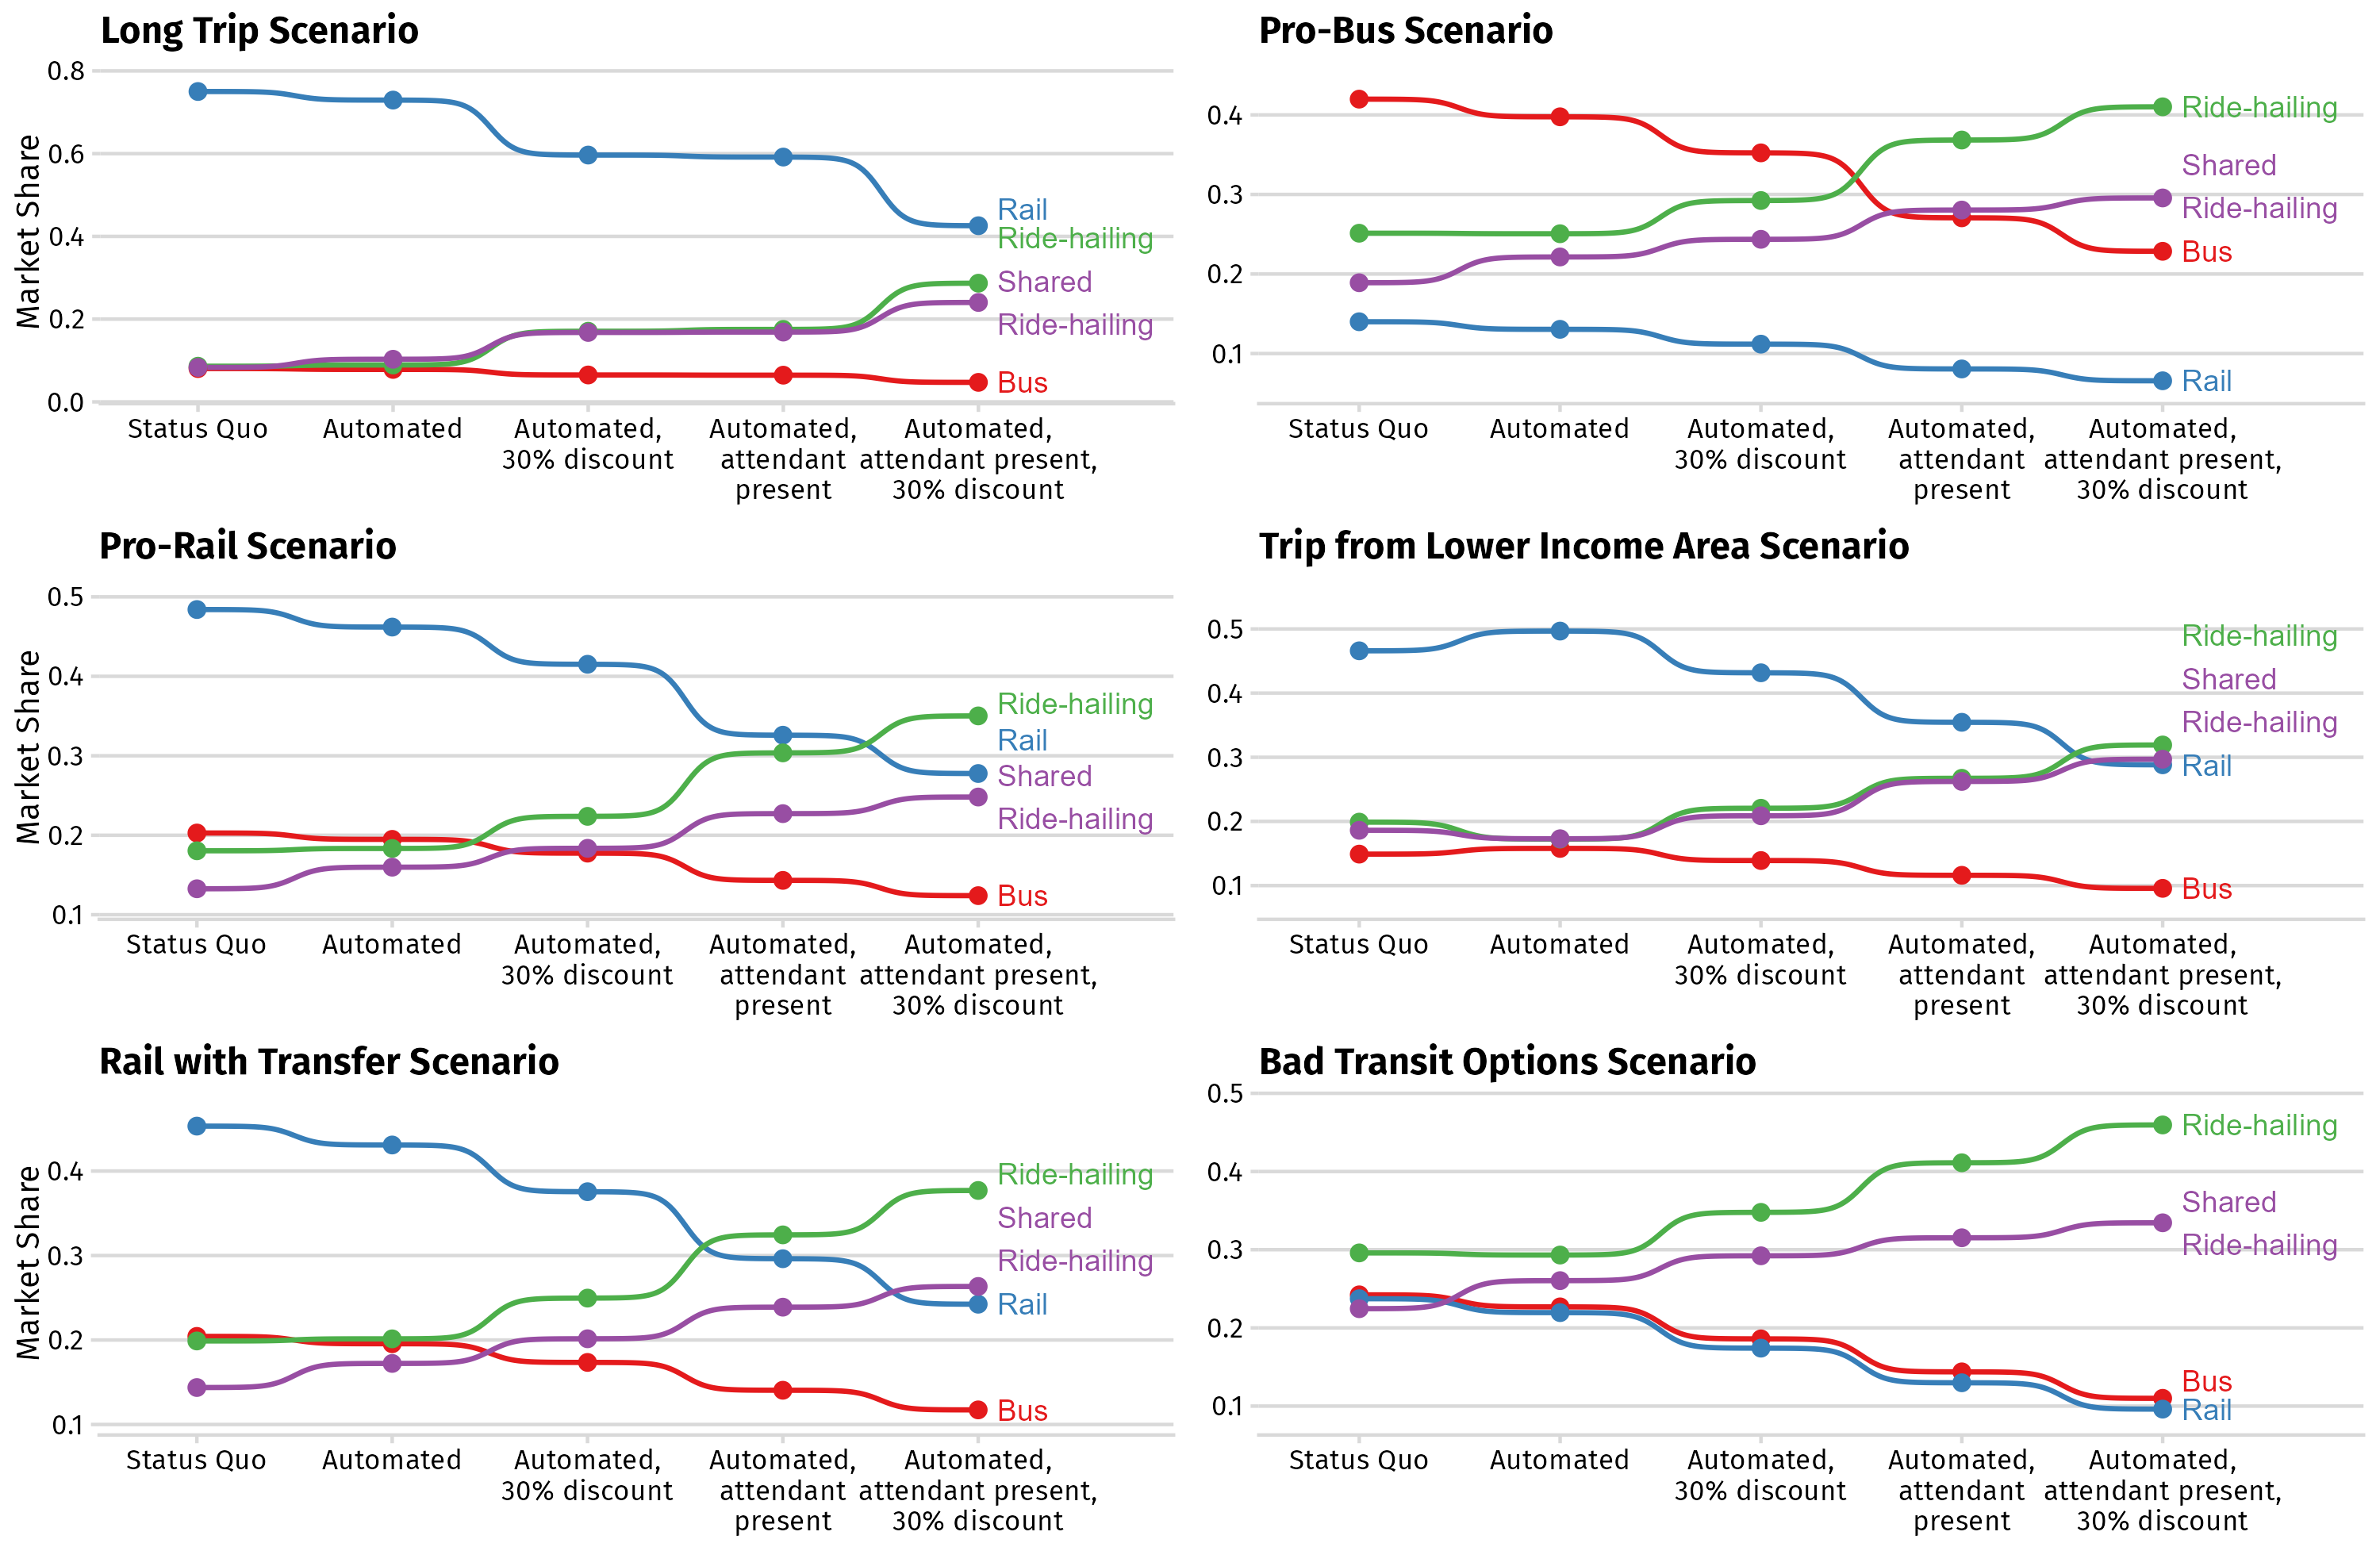 Long Trip Scenario
Market Share
0.8
0.6
0.4
0.2
0.0
Rail
Ride-hailing
Shared
Ride-hailing
Bus
Status Quo
Automated
Automated,
30% discount
Automated,
attendant
present
Automated,
attendant present,
30% discount
Pro-Bus Scenario
0.4
0.3
0.2
0.1
Ride-hailing
Shared
Ride-hailing
Bus
Rail
Status Quo
Automated
Automated,
30% discount
Automated,
attendant
present
Automated,
attendant present,
30% discount
Pro-Rail Scenario
Market Share
0.5
0.4
0.3
0.2
0.1
Ride-hailing
Rail
Shared
Ride-hailing
Bus
Status Quo
Automated
Automated,
30% discount
Automated,
attendant
present
Automated,
attendant present,
30% discount
Trip from Lower Income Area Scenario
0.5
0.4
0.3
0.2
0.1
Ride-hailing
Shared
Ride-hailing
Rail
Bus
Status Quo
Automated
Automated,
30% discount
Automated,
attendant
present
Automated,
attendant present,
30% discount
Rail with Transfer Scenario
Market Share
0.4
0.3
0.2
0.1
Ride-hailing
Shared
Ride-hailing
Rail
Bus
Status Quo
Automated
Automated,
30% discount
Automated,
attendant
present
Automated,
attendant present,
30% discount
Bad Transit Options Scenario
0.5
0.4
0.3
0.2
0.1
Ride-hailing
Shared
Ride-hailing
Bus
Rail
Status Quo
Automated
Automated,
30% discount
Automated,
attendant
present
Automated,
attendant present,
30% discount